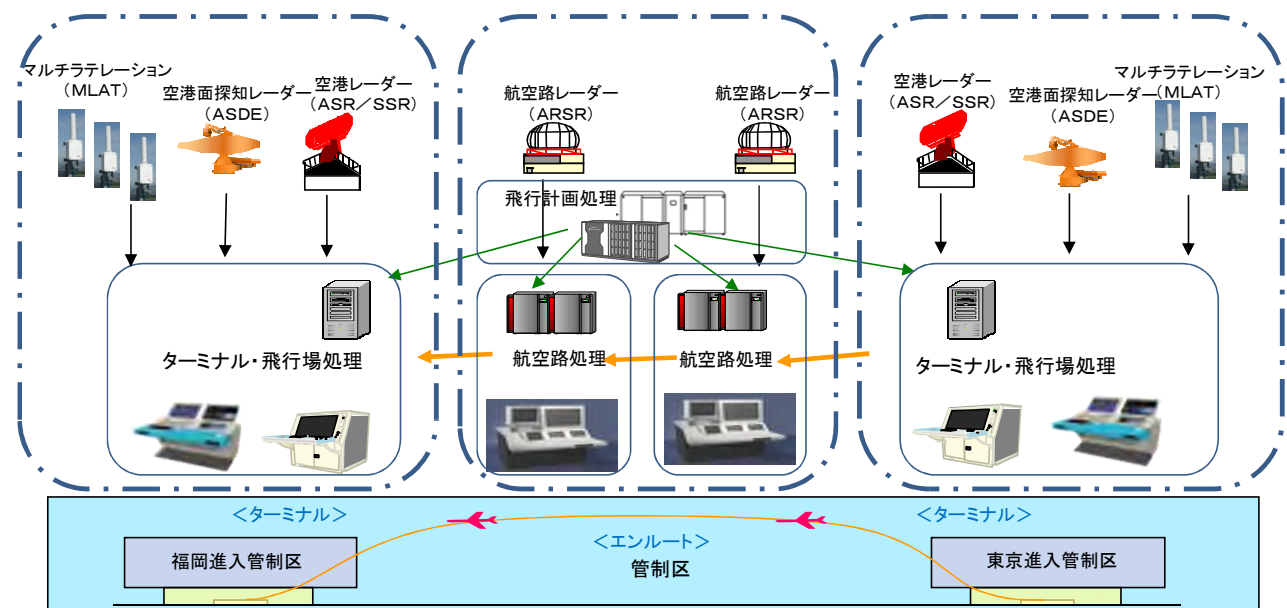 マルチラテレーション
（MLAT）
空港面探知レーダー
（ASDE）
空港レーダー
（ASR／SSR）
航空路レーダー
（ARSR）
航空路レーダー
（ARSR）
空港レーダー
（ASR／SSR）
空港面探知レーダー
（ASDE）
マルチラテレーション
（MLAT）
飛行計画処理
ターミナル・飛行場処理
航空路処理
航空路処理
ターミナル・飛行場処理
＜ターミナル＞
＜ターミナル＞
＜エンルート＞
管制区
福岡進入管制区
東京進入管制区